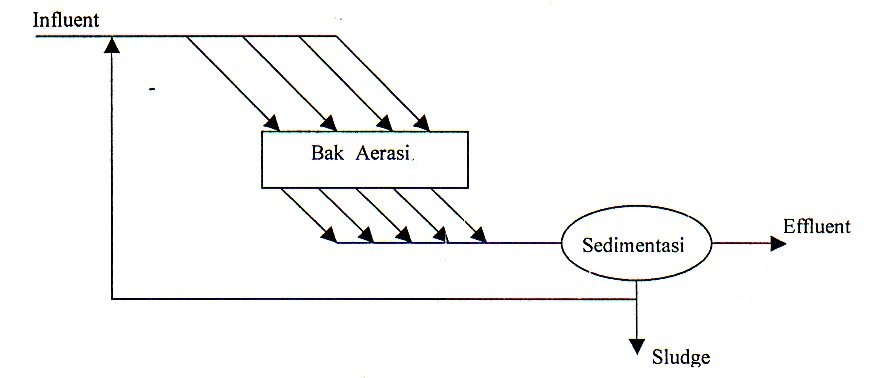 Influent
Bak Aerasi
Sedimentasi
Effluent
Sludge